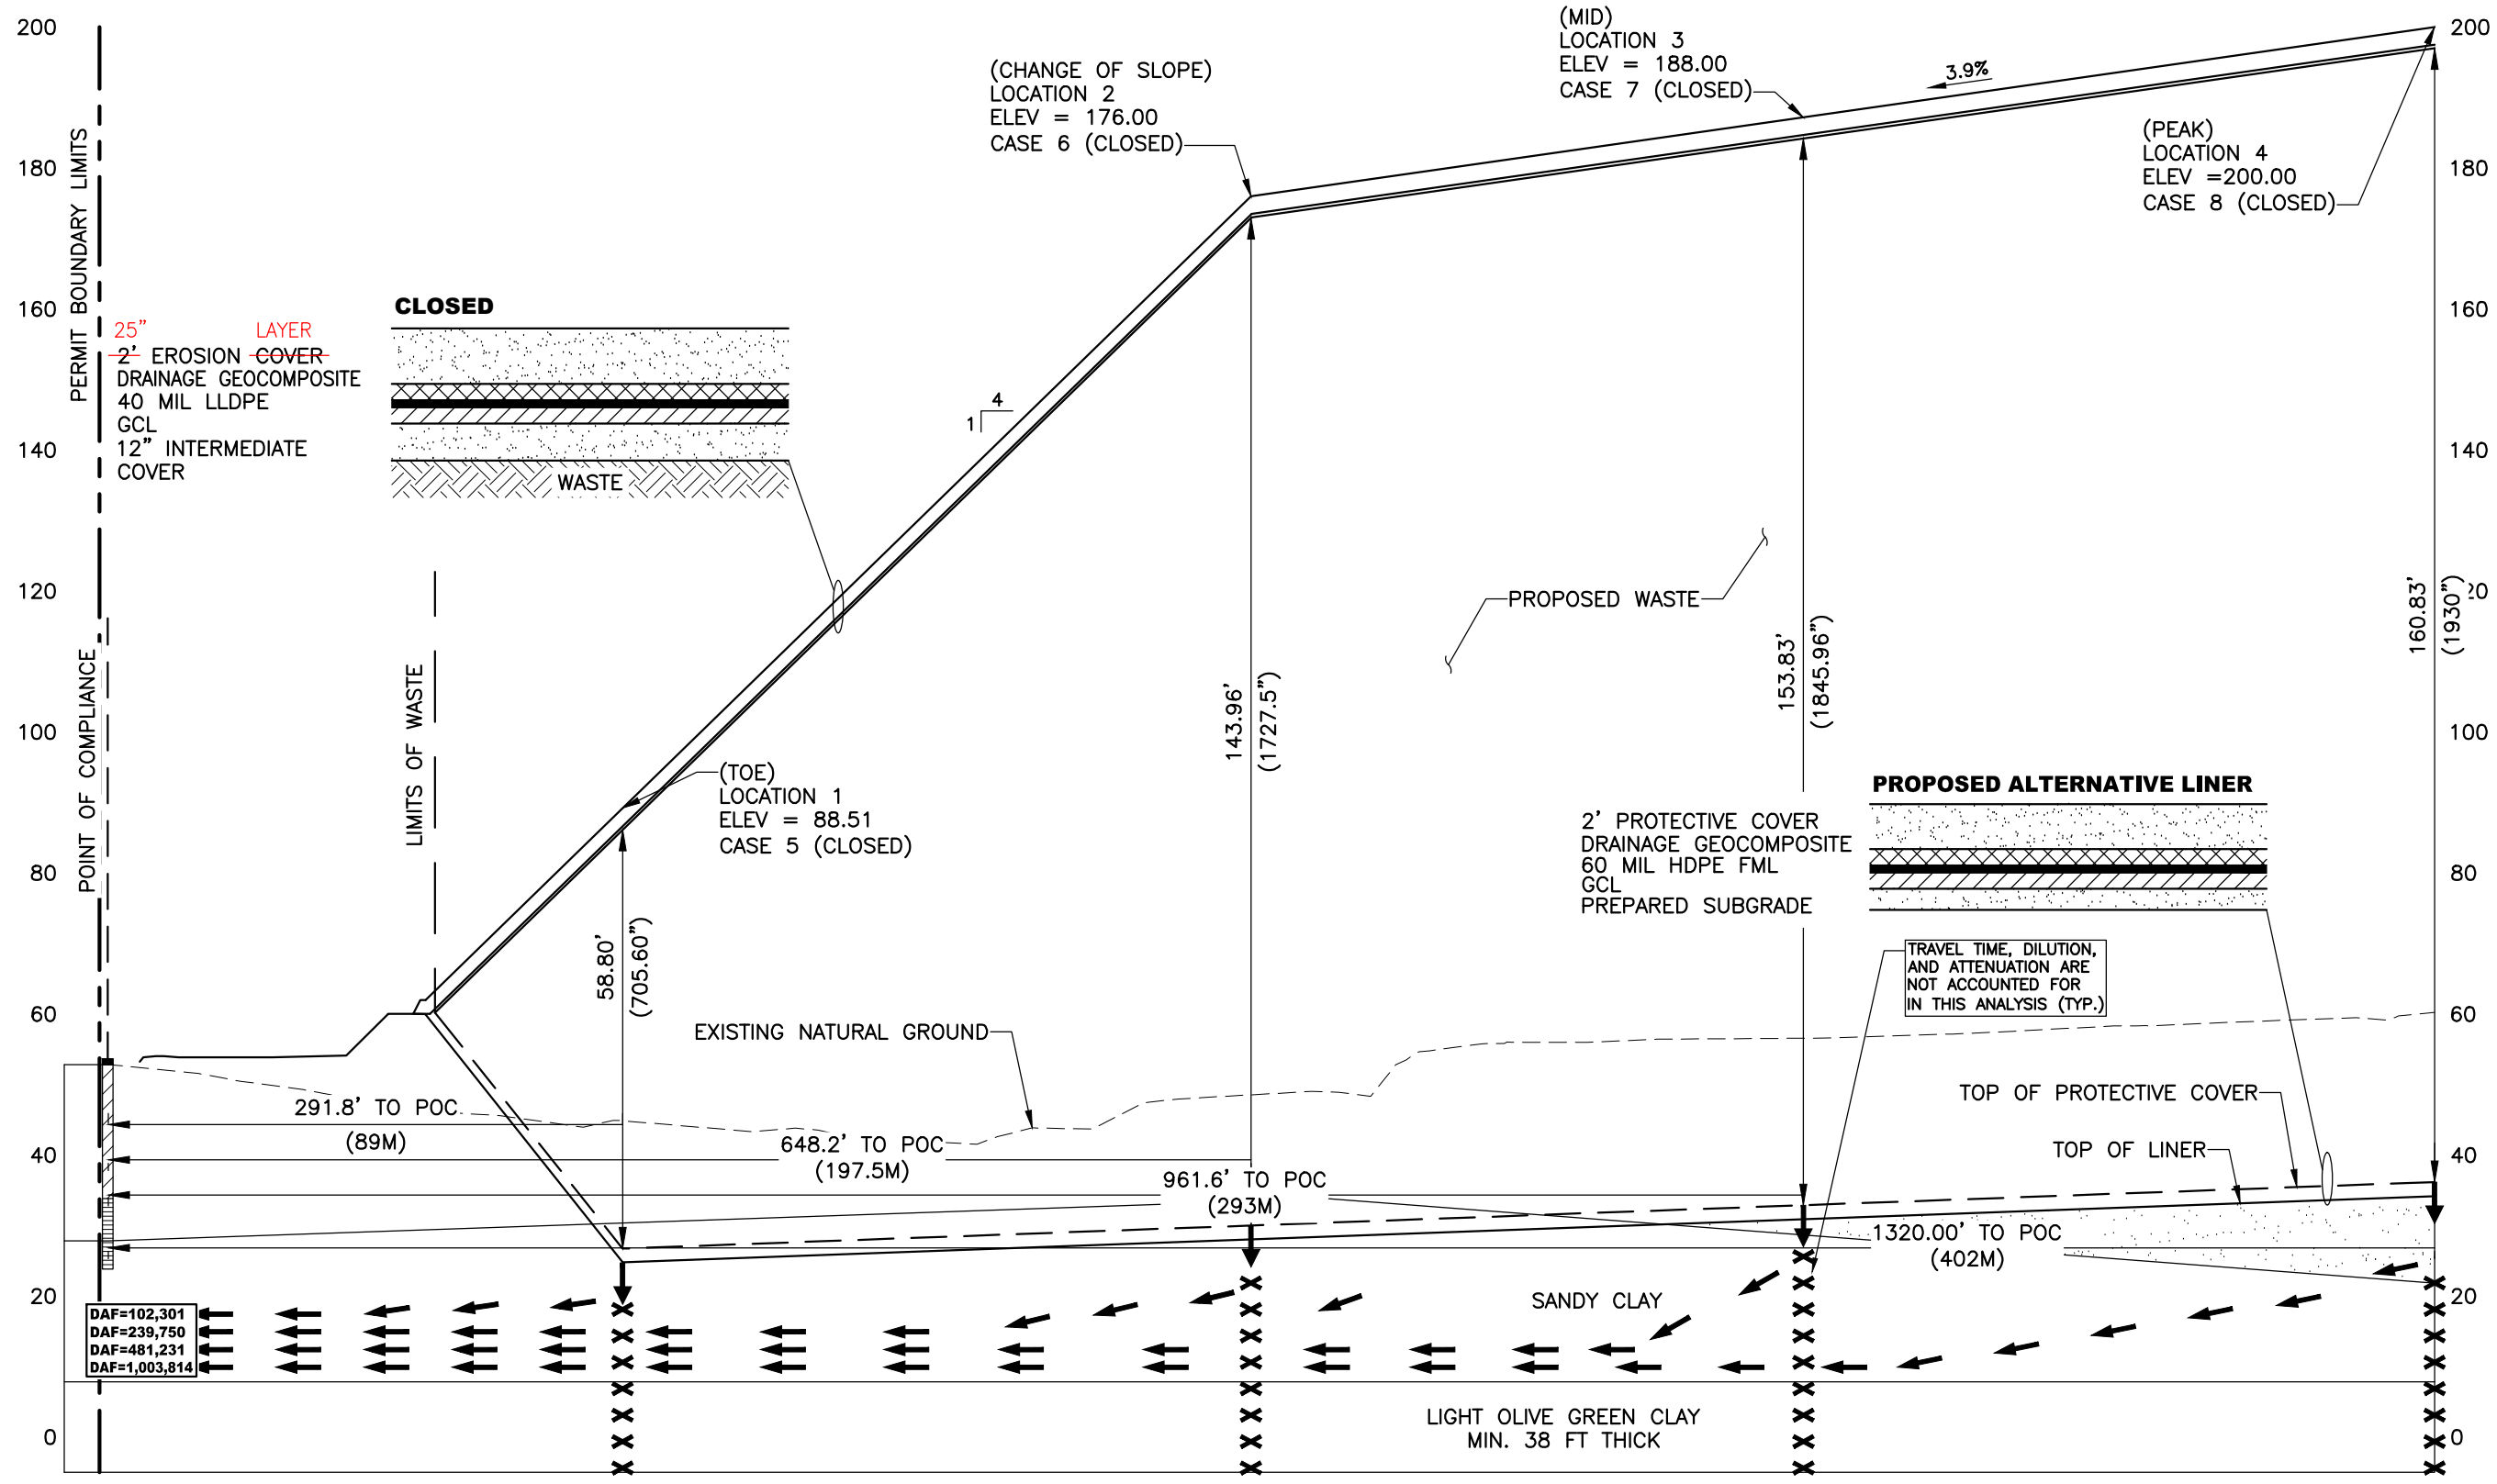 200
180
160
140
120
100
80
60
40
20
0
PERMIT BOUNDARY LIMITS
POINT OF COMPLIANCE
LIMITS OF WASTE
25" LAYER
2' EROSION COVER
DRAINAGE GEOCOMPOSITE
40 MIL LLDPE
GCL
12" INTERMEDIATE
COVER
CLOSED
WASTE
1
4
(CHANGE OF SLOPE)
LOCATION 2
ELEV = 176.00
CASE 6 (CLOSED)
(MID)
LOCATION 3
ELEV = 188.00
CASE 7 (CLOSED)
3.9%
(PEAK)
LOCATION 4
ELEV =200.00
CASE 8 (CLOSED)
PROPOSED WASTE
(TOE)
LOCATION 1
ELEV = 88.51
CASE 5 (CLOSED)
58.80'
(705.60")
143.96'
(1727.5")
153.83'
(1845.96")
160.83'
(1930")
PROPOSED ALTERNATIVE LINER
2' PROTECTIVE COVER
DRAINAGE GEOCOMPOSITE
60 MIL HDPE FML
GCL
PREPARED SUBGRADE
TRAVEL TIME, DILUTION,
AND ATTENUATION ARE
NOT ACCOUNTED FOR
IN THIS ANALYSIS (TYP.)
EXISTING NATURAL GROUND
TOP OF PROTECTIVE COVER
TOP OF LINER
291.8' TO POC
(89M)
648.2' TO POC
(197.5M)
961.6' TO POC
(293M)
1320.00' TO POC
(402M)
SANDY CLAY
DAF=102,301
DAF=239,750
DAF=481,231
DAF=1,003,814
LIGHT OLIVE GREEN CLAY
MIN. 38 FT THICK
200
180
160
140
20
100
80
60
40
20
0